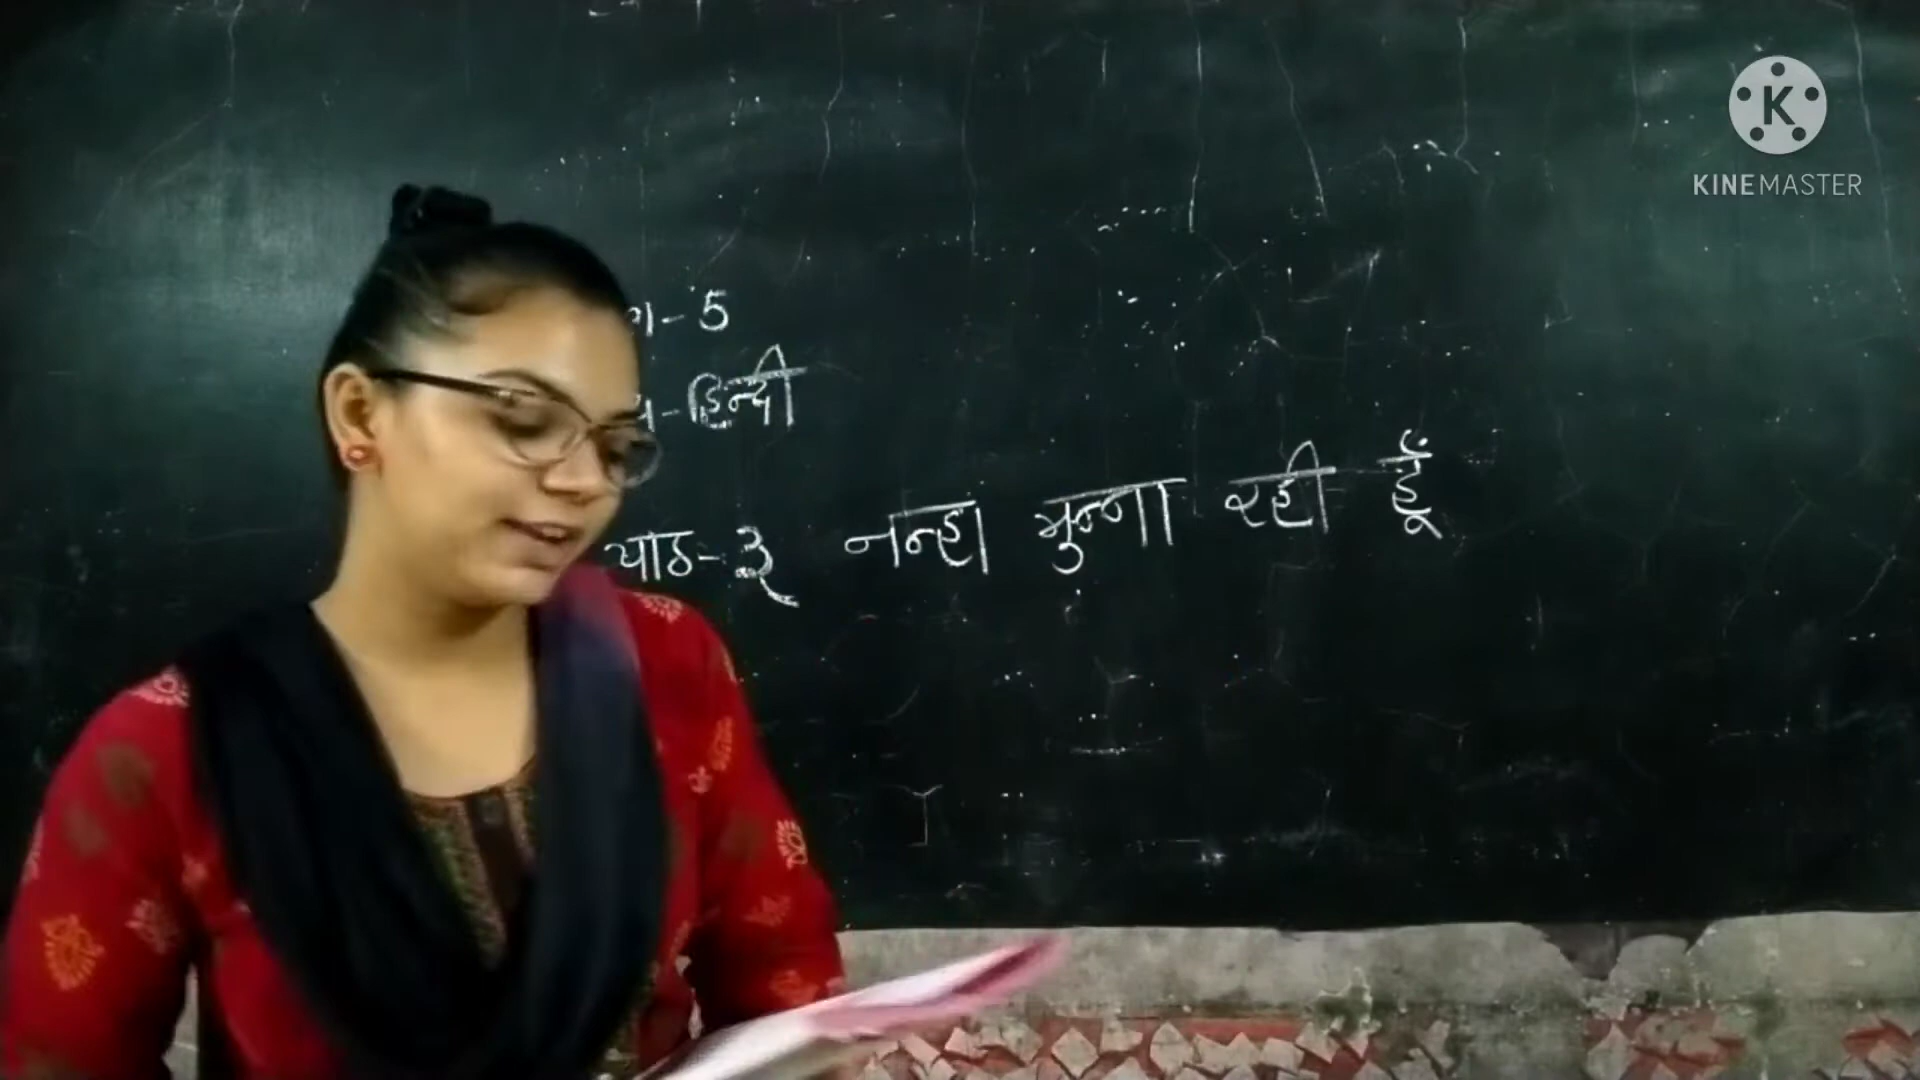 KINEMASTER
- 5
- हिन्दी
पाठ - ३ नन्हा मुन्ना रही हूँ